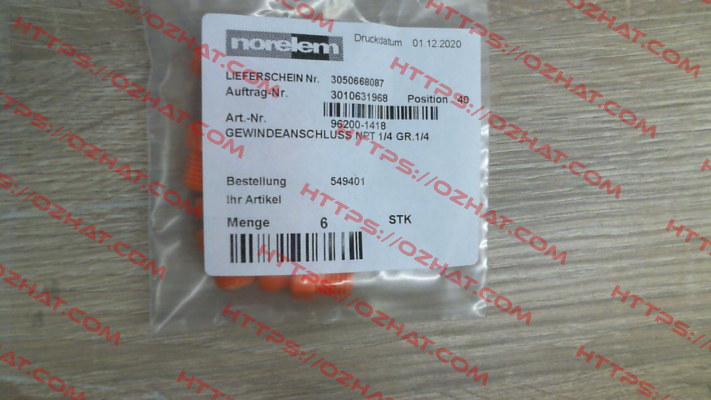 norelem
Druckdatum 01.12.2020
LIEFERSCHEIN Nr. 3050668087
Auftrag-Nr. 3010631968 Position 40
Art.-Nr. 96200-1418
GEWINDEANSCHLUSS NPT 1/4 GR.1/4
Bestellung 549401
Ihr Artikel
Menge 6 STK
HTTPS://OZHAT.COM